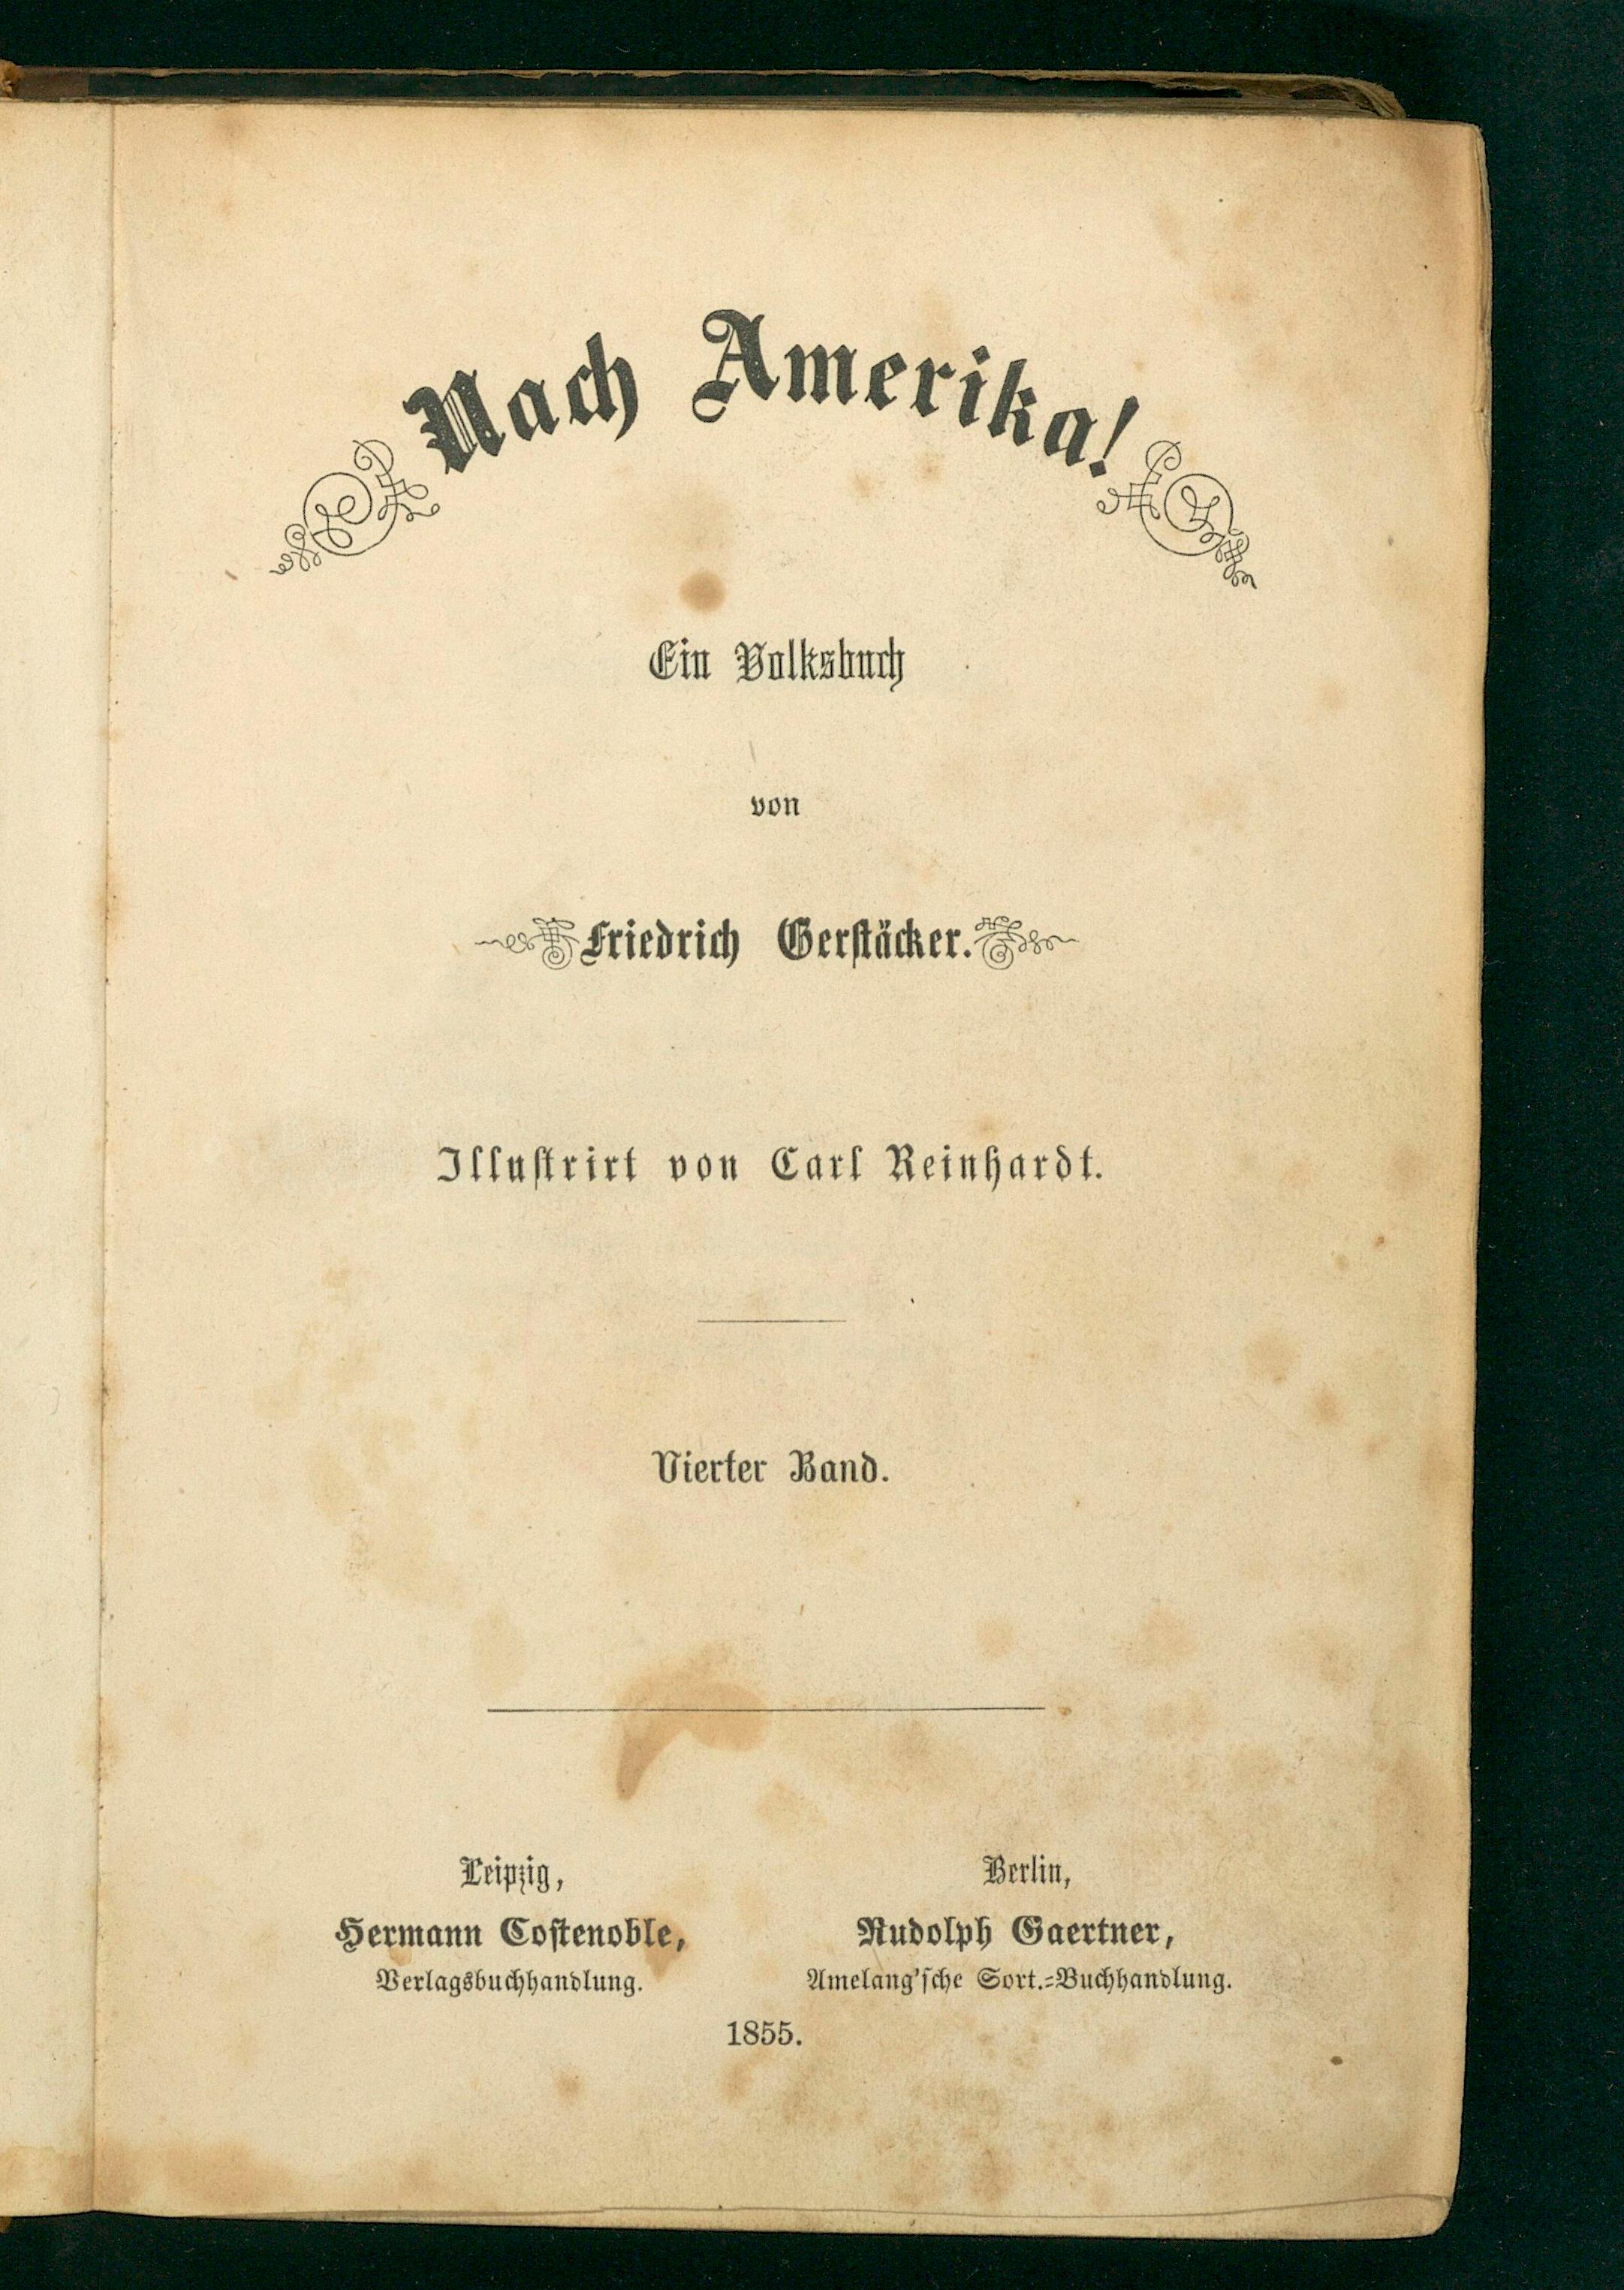 Nach Amerika!
Ein Volksbuch
von
Friedrich Gerstäcker.
Illustrirt von Carl Reinhardt.
Vierter Band.
Leipzig,
Hermann Costenoble,
Verlagsbuchhandlung.
Berlin,
Rudolph Gaertner,
Amelang'sche Sort.=Buchhandlung.
1855.